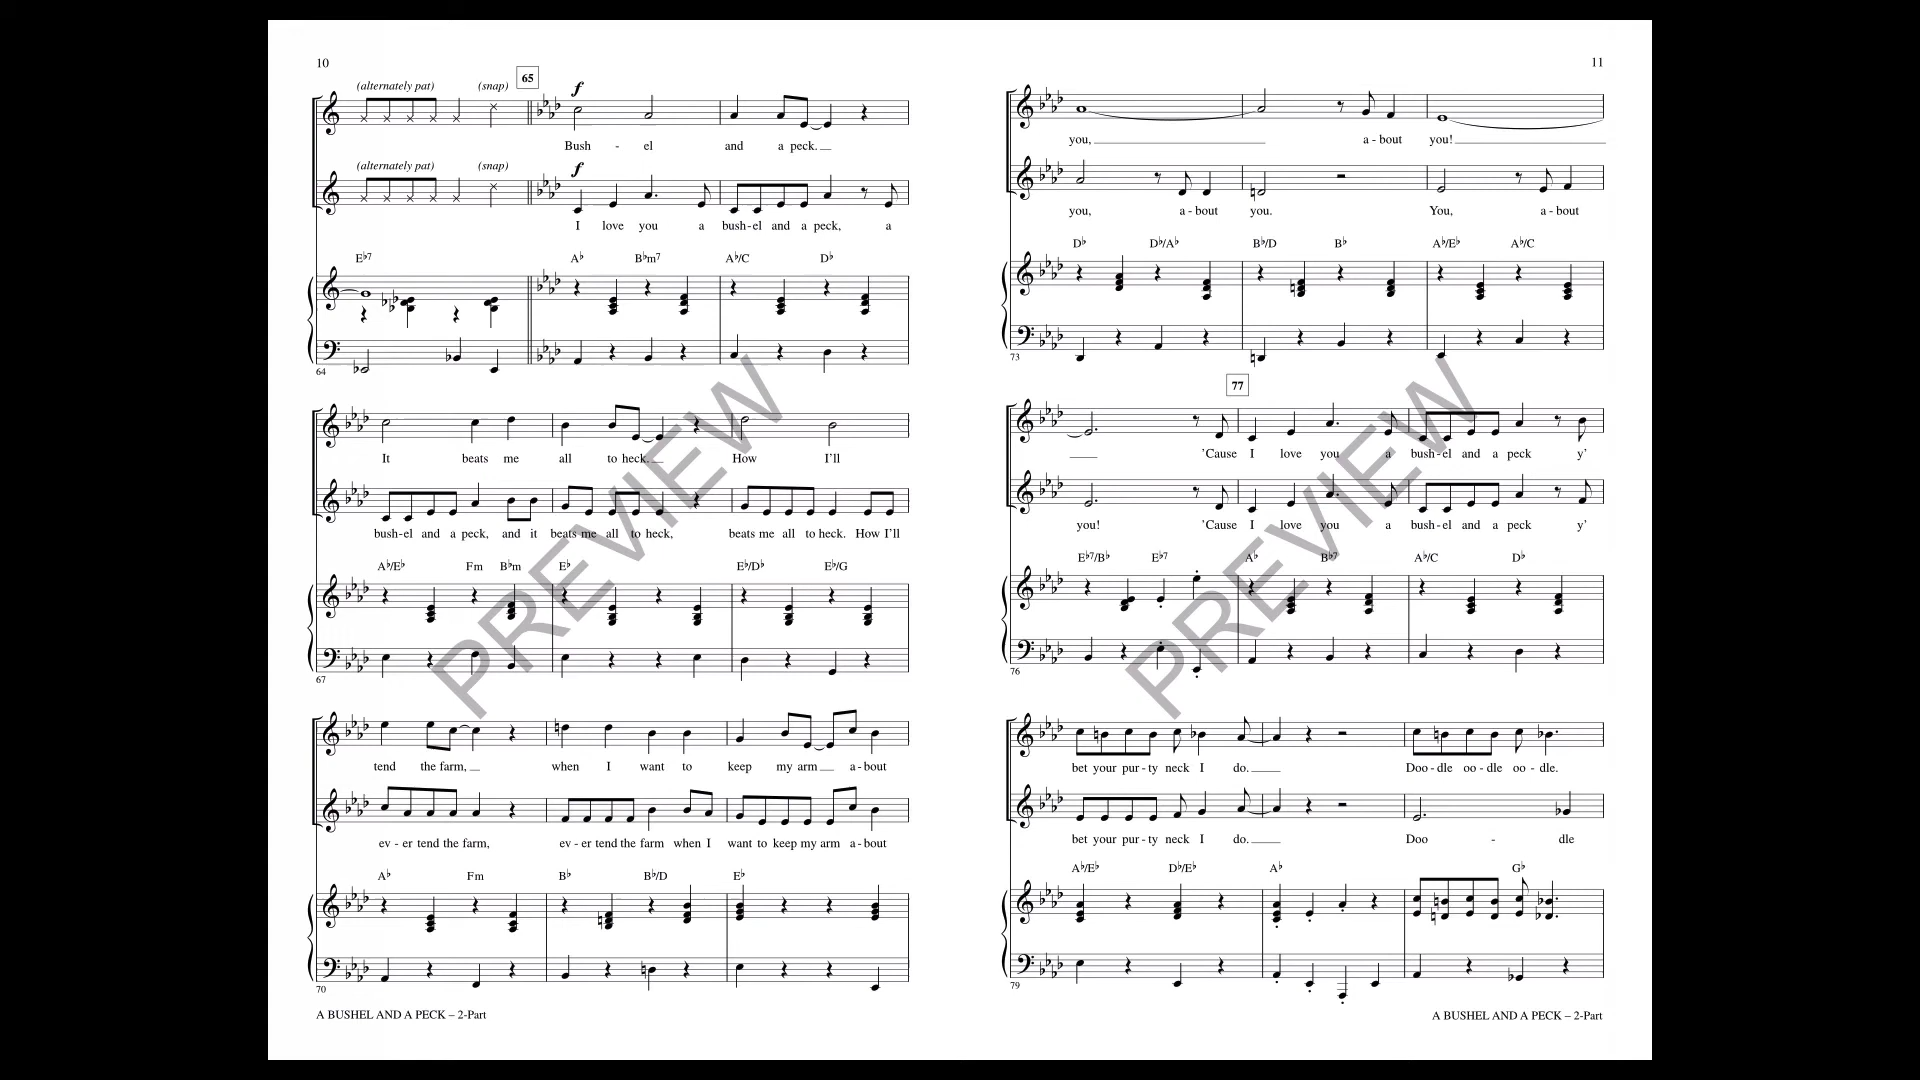 10
(alternately pat) (snap) 65 f
Bush - el and a peck.
(alternately pat) (snap) f
I love you a bush-el and a peck, a
E♭7 A♭ B♭m7 A♭/C D♭
64
It beats me all to heck. How I'll
bush-el and a peck, and it beats me all to heck, beats me all to heck. How I'll
A♭/E♭ Fm B♭m E♭ E♭/D♭ E♭/G
67
tend the farm, when I want to keep my arm a-bout
ev - er tend the farm, ev - er tend the farm when I want to keep my arm a-bout
A♭ Fm B♭ B♭/D E♭
70
A BUSHEL AND A PECK – 2-Part
PREVIEW
11
you, a - bout you!
you, a - bout you. You, a - bout
D♭ D♭/A♭ B♭/D B♭ A♭/E♭ A♭/C
73
77
'Cause I love you a bush-el and a peck y'
you! 'Cause I love you a bush-el and a peck y'
E♭7/B♭ E♭7 A♭ B♭7 A♭/C D♭
76
bet your pur-ty neck I do. Doo-dle oo-dle oo-dle.
bet your pur-ty neck I do. Doo - dle
A♭/E♭ D♭/E♭ A♭ G♭
79
A BUSHEL AND A PECK – 2-Part
PREVIEW